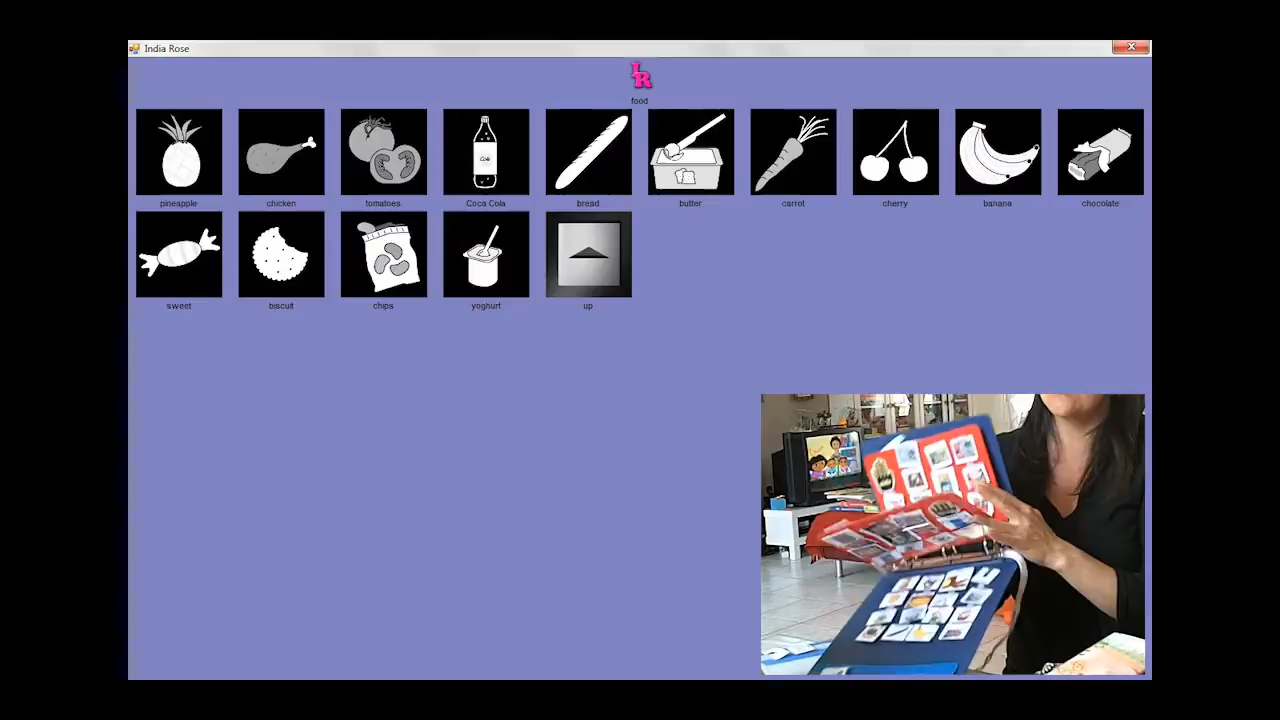 India Rose
IR
food
pineapple chicken tomatoes Coca Cola bread butter carrot cherry banana chocolate
sweet biscuit chips yoghurt up